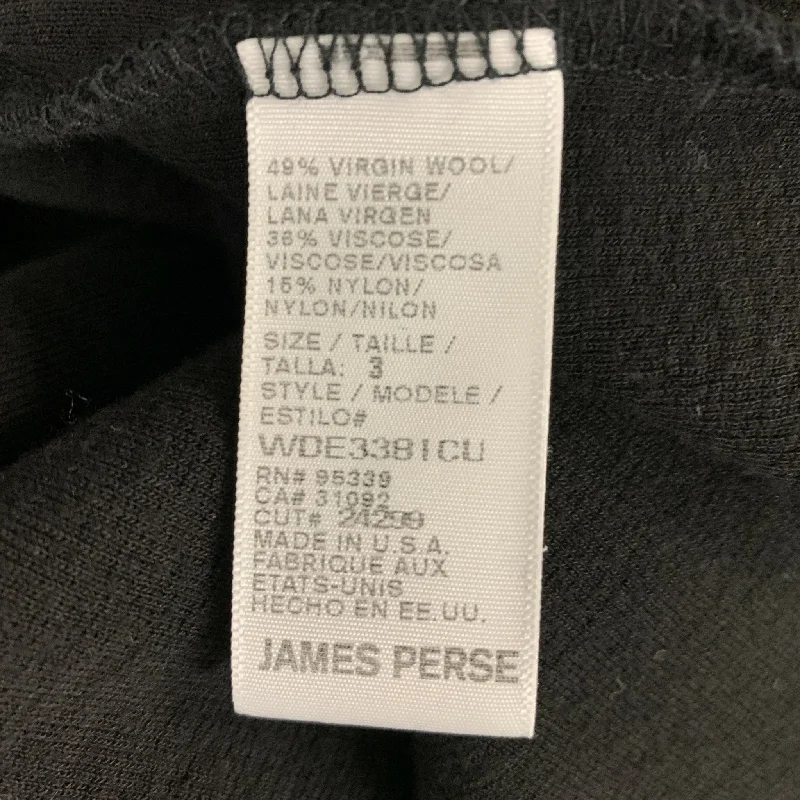 49% VIRGIN WOOL/
LAINE VIERGE/
LANA VIRGEN
36% VISCOSE/
VISCOSE/VISCOSA
15% NYLON/
NYLON/NILON
SIZE / TAILLE /
TALLA: 3
STYLE / MODELE /
ESTILO#
WDE3381CU
RN# 95339
CA# 31092
CUT# 24299
MADE IN U.S.A.
FABRIQUE AUX
ETATS-UNIS
HECHO EN EE.UU.
JAMES PERSE